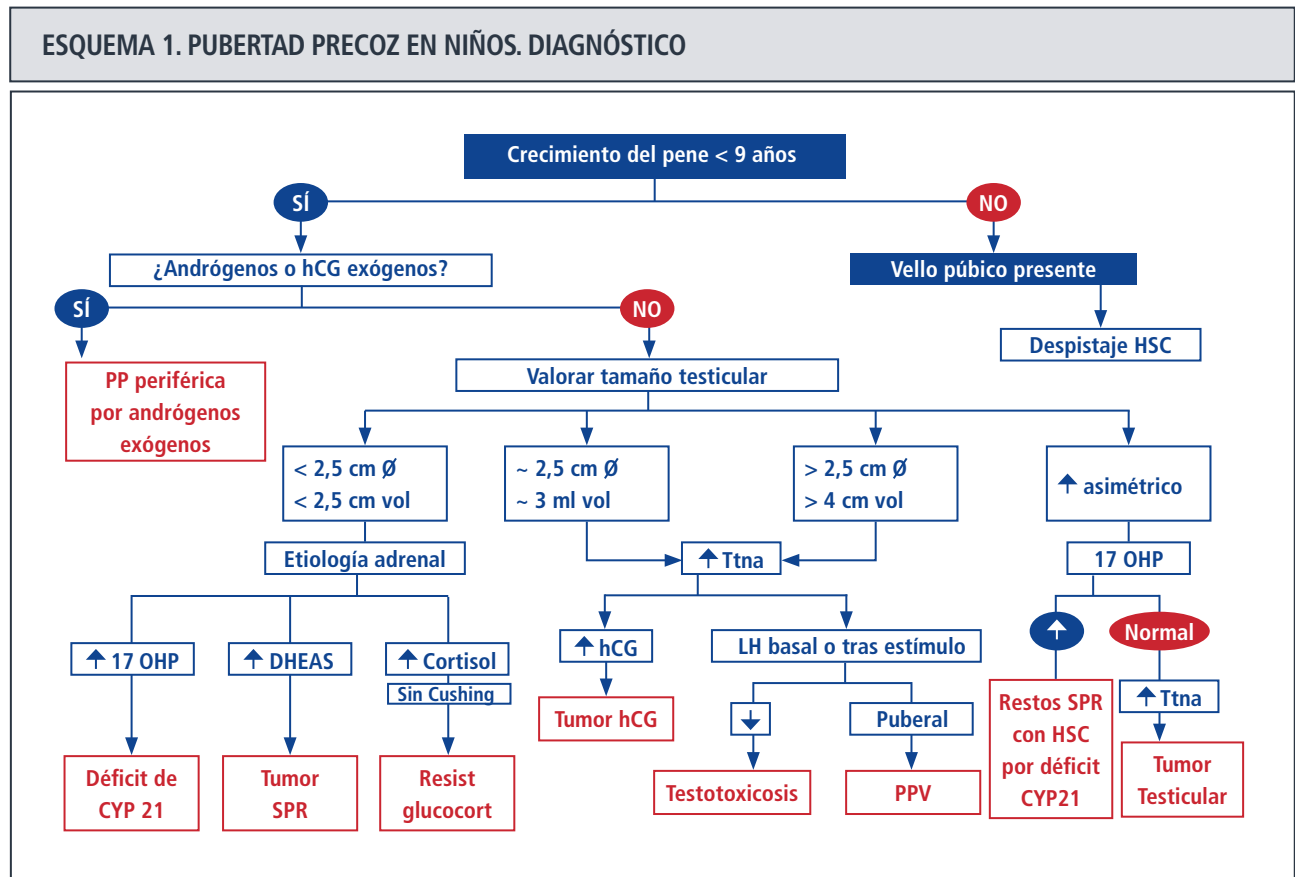 ESQUEMA 1. PUBERTAD PRECOZ EN NIÑOS. DIAGNÓSTICO
Crecimiento del pene < 9 años
SÍ
NO
¿Andrógenos o hCG exógenos?
Vello púbico presente
SÍ
NO
Despistaje HSC
PP periférica
por andrógenos
exógenos
Valorar tamaño testicular
< 2,5 cm Ø
< 2,5 cm vol
~ 2,5 cm Ø
~ 3 ml vol
> 2,5 cm Ø
> 4 cm vol
↑ asimétrico
Etiología adrenal
↑ Ttna
17 OHP
↑ 17 OHP
↑ DHEAS
↑ Cortisol
Sin Cushing
↑ hCG
LH basal o tras estímulo
↑
Normal
Déficit de
CYP 21
Tumor
SPR
Resist
glucocort
Tumor hCG
↓
Puberal
Testotoxicosis
PPV
Restos SPR
con HSC
por déficit
CYP21
↑ Ttna
Tumor
Testicular